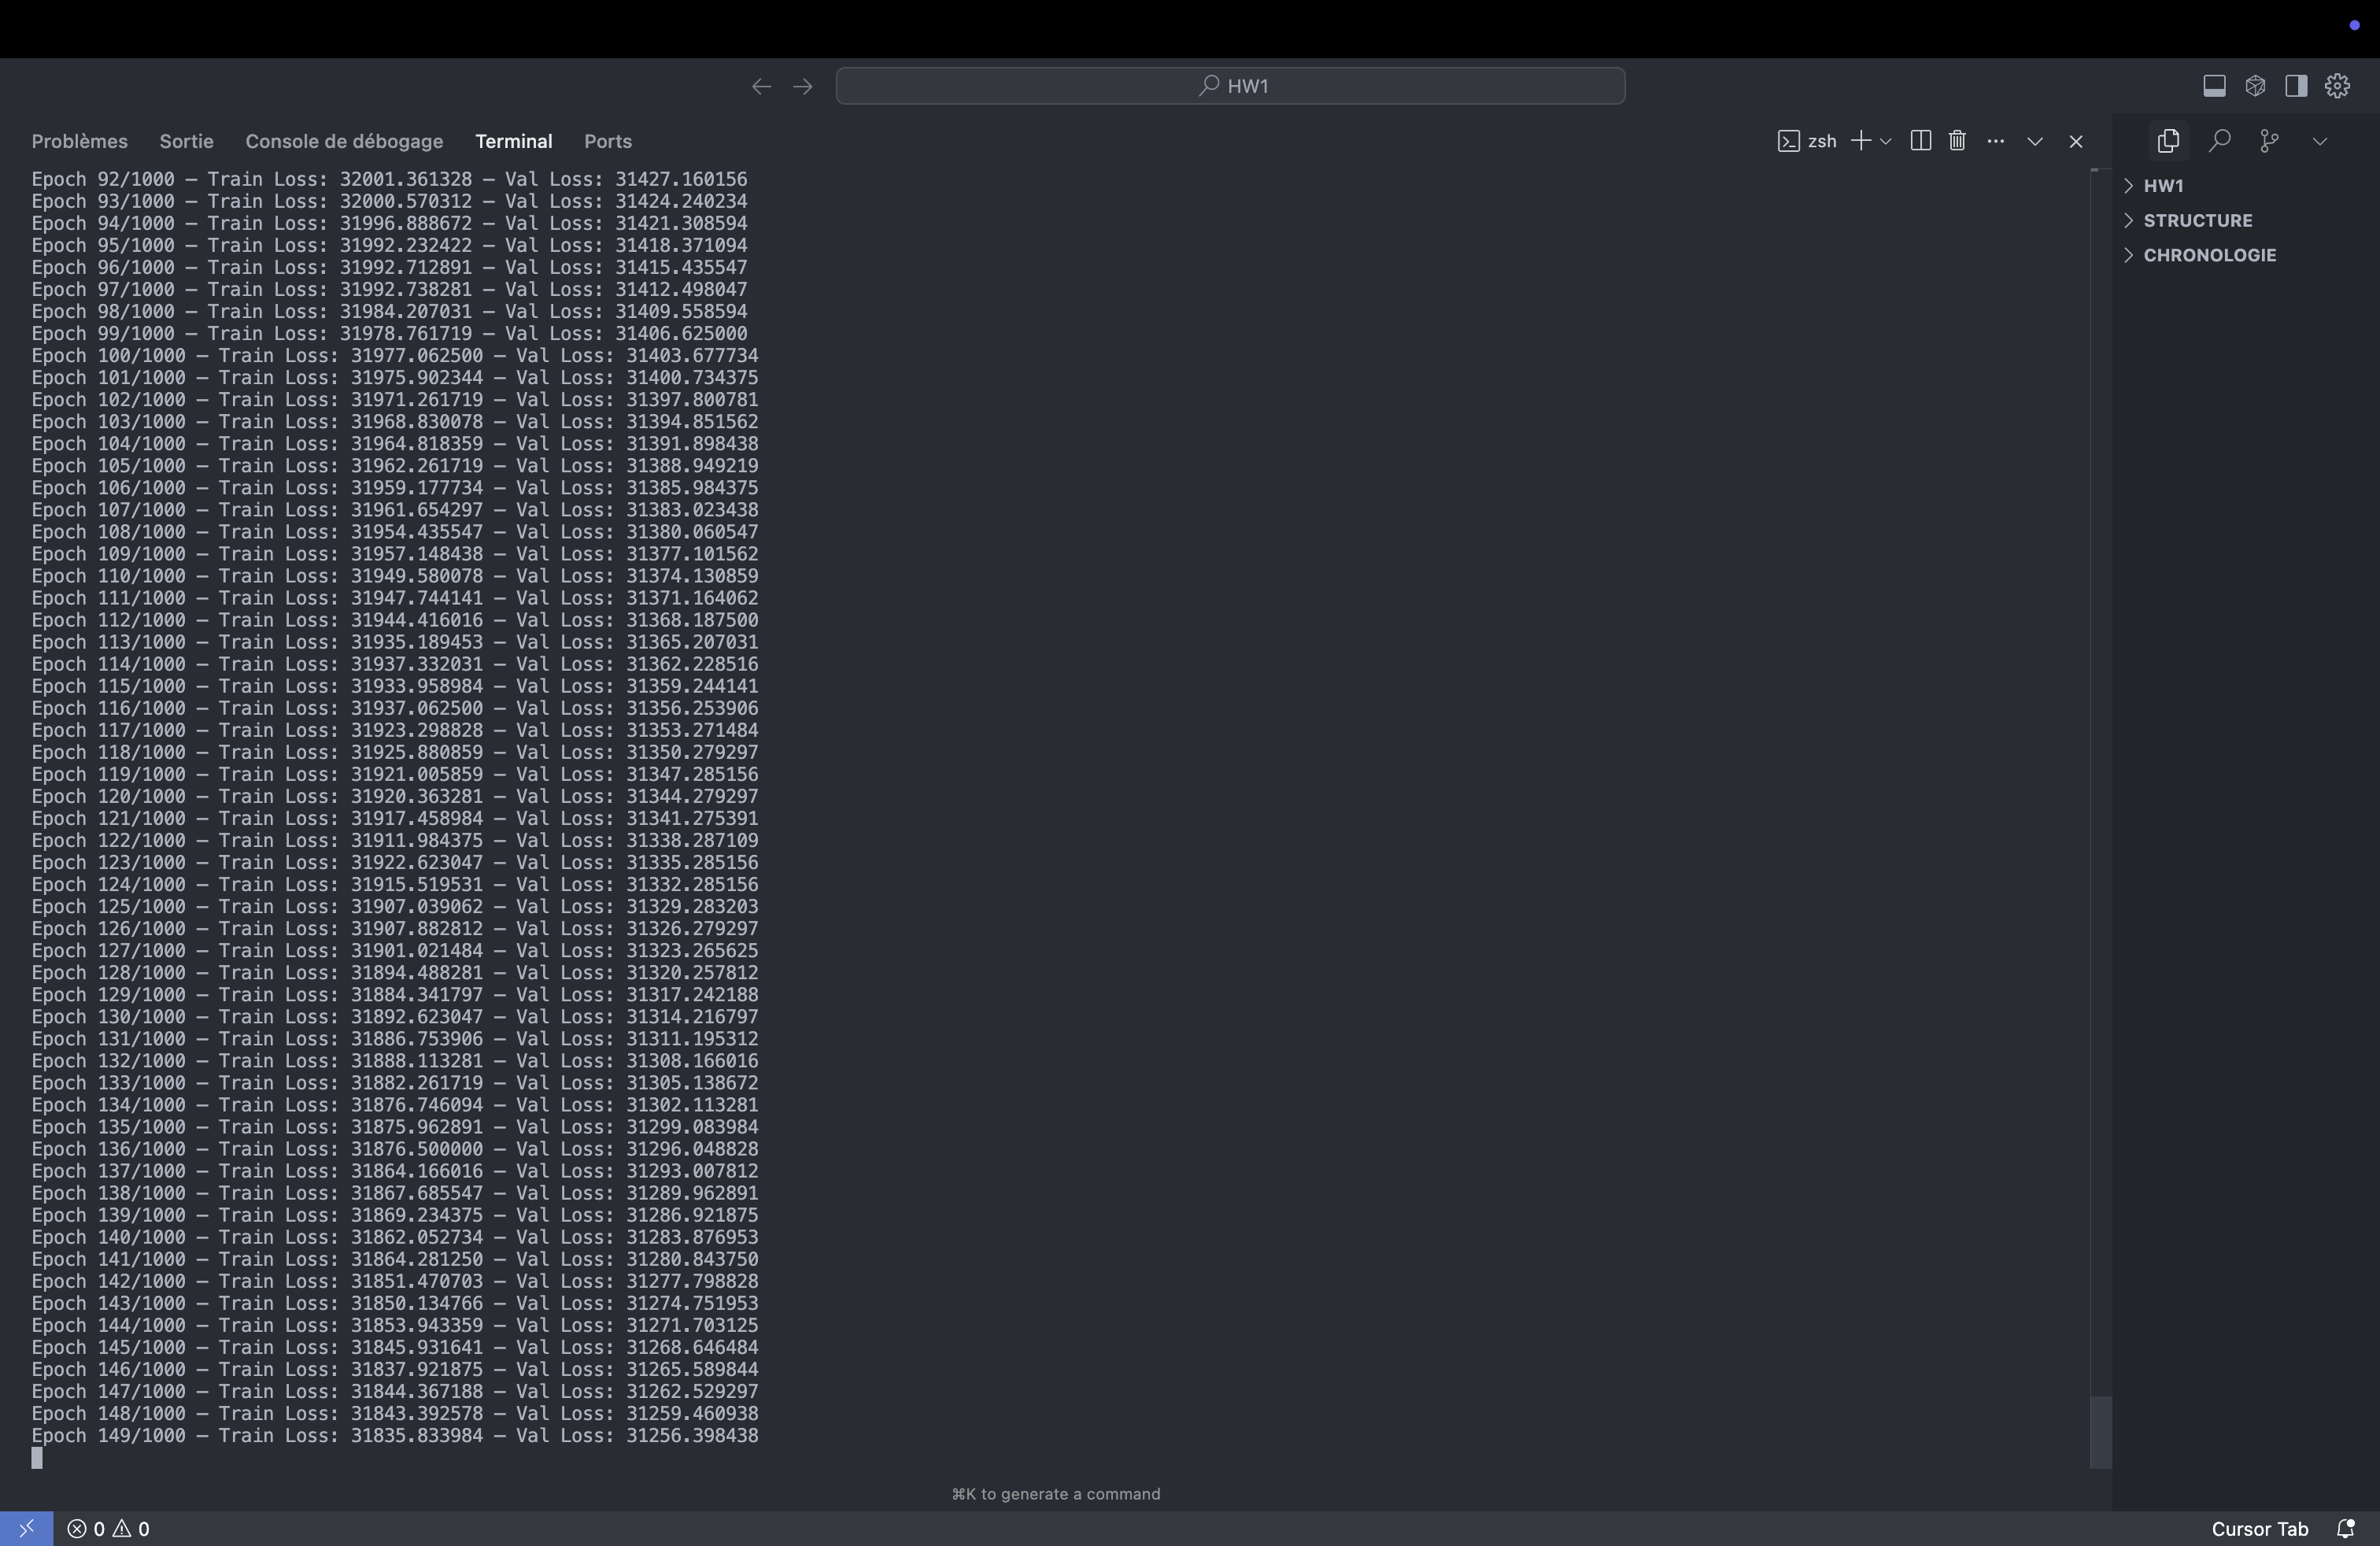 HW1
Problèmes Sortie Console de débogage Terminal Ports
zsh
Epoch 92/1000 — Train Loss: 32001.361328 — Val Loss: 31427.160156
Epoch 93/1000 — Train Loss: 32000.570312 — Val Loss: 31424.240234
Epoch 94/1000 — Train Loss: 31996.888672 — Val Loss: 31421.308594
Epoch 95/1000 — Train Loss: 31992.232422 — Val Loss: 31418.371094
Epoch 96/1000 — Train Loss: 31992.712891 — Val Loss: 31415.435547
Epoch 97/1000 — Train Loss: 31992.738281 — Val Loss: 31412.498047
Epoch 98/1000 — Train Loss: 31984.207031 — Val Loss: 31409.558594
Epoch 99/1000 — Train Loss: 31978.761719 — Val Loss: 31406.625000
Epoch 100/1000 — Train Loss: 31977.062500 — Val Loss: 31403.677734
Epoch 101/1000 — Train Loss: 31975.902344 — Val Loss: 31400.734375
Epoch 102/1000 — Train Loss: 31971.261719 — Val Loss: 31397.800781
Epoch 103/1000 — Train Loss: 31968.830078 — Val Loss: 31394.851562
Epoch 104/1000 — Train Loss: 31964.818359 — Val Loss: 31391.898438
Epoch 105/1000 — Train Loss: 31962.261719 — Val Loss: 31388.949219
Epoch 106/1000 — Train Loss: 31959.177734 — Val Loss: 31385.984375
Epoch 107/1000 — Train Loss: 31961.654297 — Val Loss: 31383.023438
Epoch 108/1000 — Train Loss: 31954.435547 — Val Loss: 31380.060547
Epoch 109/1000 — Train Loss: 31957.148438 — Val Loss: 31377.101562
Epoch 110/1000 — Train Loss: 31949.580078 — Val Loss: 31374.130859
Epoch 111/1000 — Train Loss: 31947.744141 — Val Loss: 31371.164062
Epoch 112/1000 — Train Loss: 31944.416016 — Val Loss: 31368.187500
Epoch 113/1000 — Train Loss: 31935.189453 — Val Loss: 31365.207031
Epoch 114/1000 — Train Loss: 31937.332031 — Val Loss: 31362.228516
Epoch 115/1000 — Train Loss: 31933.958984 — Val Loss: 31359.244141
Epoch 116/1000 — Train Loss: 31937.062500 — Val Loss: 31356.253906
Epoch 117/1000 — Train Loss: 31923.298828 — Val Loss: 31353.271484
Epoch 118/1000 — Train Loss: 31925.880859 — Val Loss: 31350.279297
Epoch 119/1000 — Train Loss: 31921.005859 — Val Loss: 31347.285156
Epoch 120/1000 — Train Loss: 31920.363281 — Val Loss: 31344.279297
Epoch 121/1000 — Train Loss: 31917.458984 — Val Loss: 31341.275391
Epoch 122/1000 — Train Loss: 31911.984375 — Val Loss: 31338.287109
Epoch 123/1000 — Train Loss: 31922.623047 — Val Loss: 31335.285156
Epoch 124/1000 — Train Loss: 31915.519531 — Val Loss: 31332.285156
Epoch 125/1000 — Train Loss: 31907.039062 — Val Loss: 31329.283203
Epoch 126/1000 — Train Loss: 31907.882812 — Val Loss: 31326.279297
Epoch 127/1000 — Train Loss: 31901.021484 — Val Loss: 31323.265625
Epoch 128/1000 — Train Loss: 31894.488281 — Val Loss: 31320.257812
Epoch 129/1000 — Train Loss: 31884.341797 — Val Loss: 31317.242188
Epoch 130/1000 — Train Loss: 31892.623047 — Val Loss: 31314.216797
Epoch 131/1000 — Train Loss: 31886.753906 — Val Loss: 31311.195312
Epoch 132/1000 — Train Loss: 31888.113281 — Val Loss: 31308.166016
Epoch 133/1000 — Train Loss: 31882.261719 — Val Loss: 31305.138672
Epoch 134/1000 — Train Loss: 31876.746094 — Val Loss: 31302.113281
Epoch 135/1000 — Train Loss: 31875.962891 — Val Loss: 31299.083984
Epoch 136/1000 — Train Loss: 31876.500000 — Val Loss: 31296.048828
Epoch 137/1000 — Train Loss: 31864.166016 — Val Loss: 31293.007812
Epoch 138/1000 — Train Loss: 31867.685547 — Val Loss: 31289.962891
Epoch 139/1000 — Train Loss: 31869.234375 — Val Loss: 31286.921875
Epoch 140/1000 — Train Loss: 31862.052734 — Val Loss: 31283.876953
Epoch 141/1000 — Train Loss: 31864.281250 — Val Loss: 31280.843750
Epoch 142/1000 — Train Loss: 31851.470703 — Val Loss: 31277.798828
Epoch 143/1000 — Train Loss: 31850.134766 — Val Loss: 31274.751953
Epoch 144/1000 — Train Loss: 31853.943359 — Val Loss: 31271.703125
Epoch 145/1000 — Train Loss: 31845.931641 — Val Loss: 31268.646484
Epoch 146/1000 — Train Loss: 31837.921875 — Val Loss: 31265.589844
Epoch 147/1000 — Train Loss: 31844.367188 — Val Loss: 31262.529297
Epoch 148/1000 — Train Loss: 31843.392578 — Val Loss: 31259.460938
Epoch 149/1000 — Train Loss: 31835.833984 — Val Loss: 31256.398438
⌘K to generate a command
HW1
STRUCTURE
CHRONOLOGIE
0 0
Cursor Tab